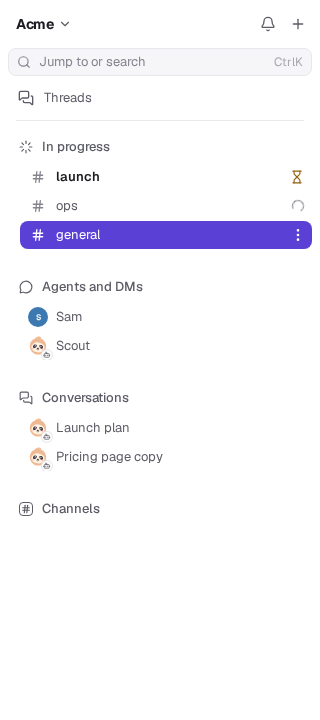 Acme
Jump to or search CtrlK
Threads
In progress
# launch
# ops
# general
Agents and DMs
S Sam
Scout
Conversations
Launch plan
Pricing page copy
# Channels